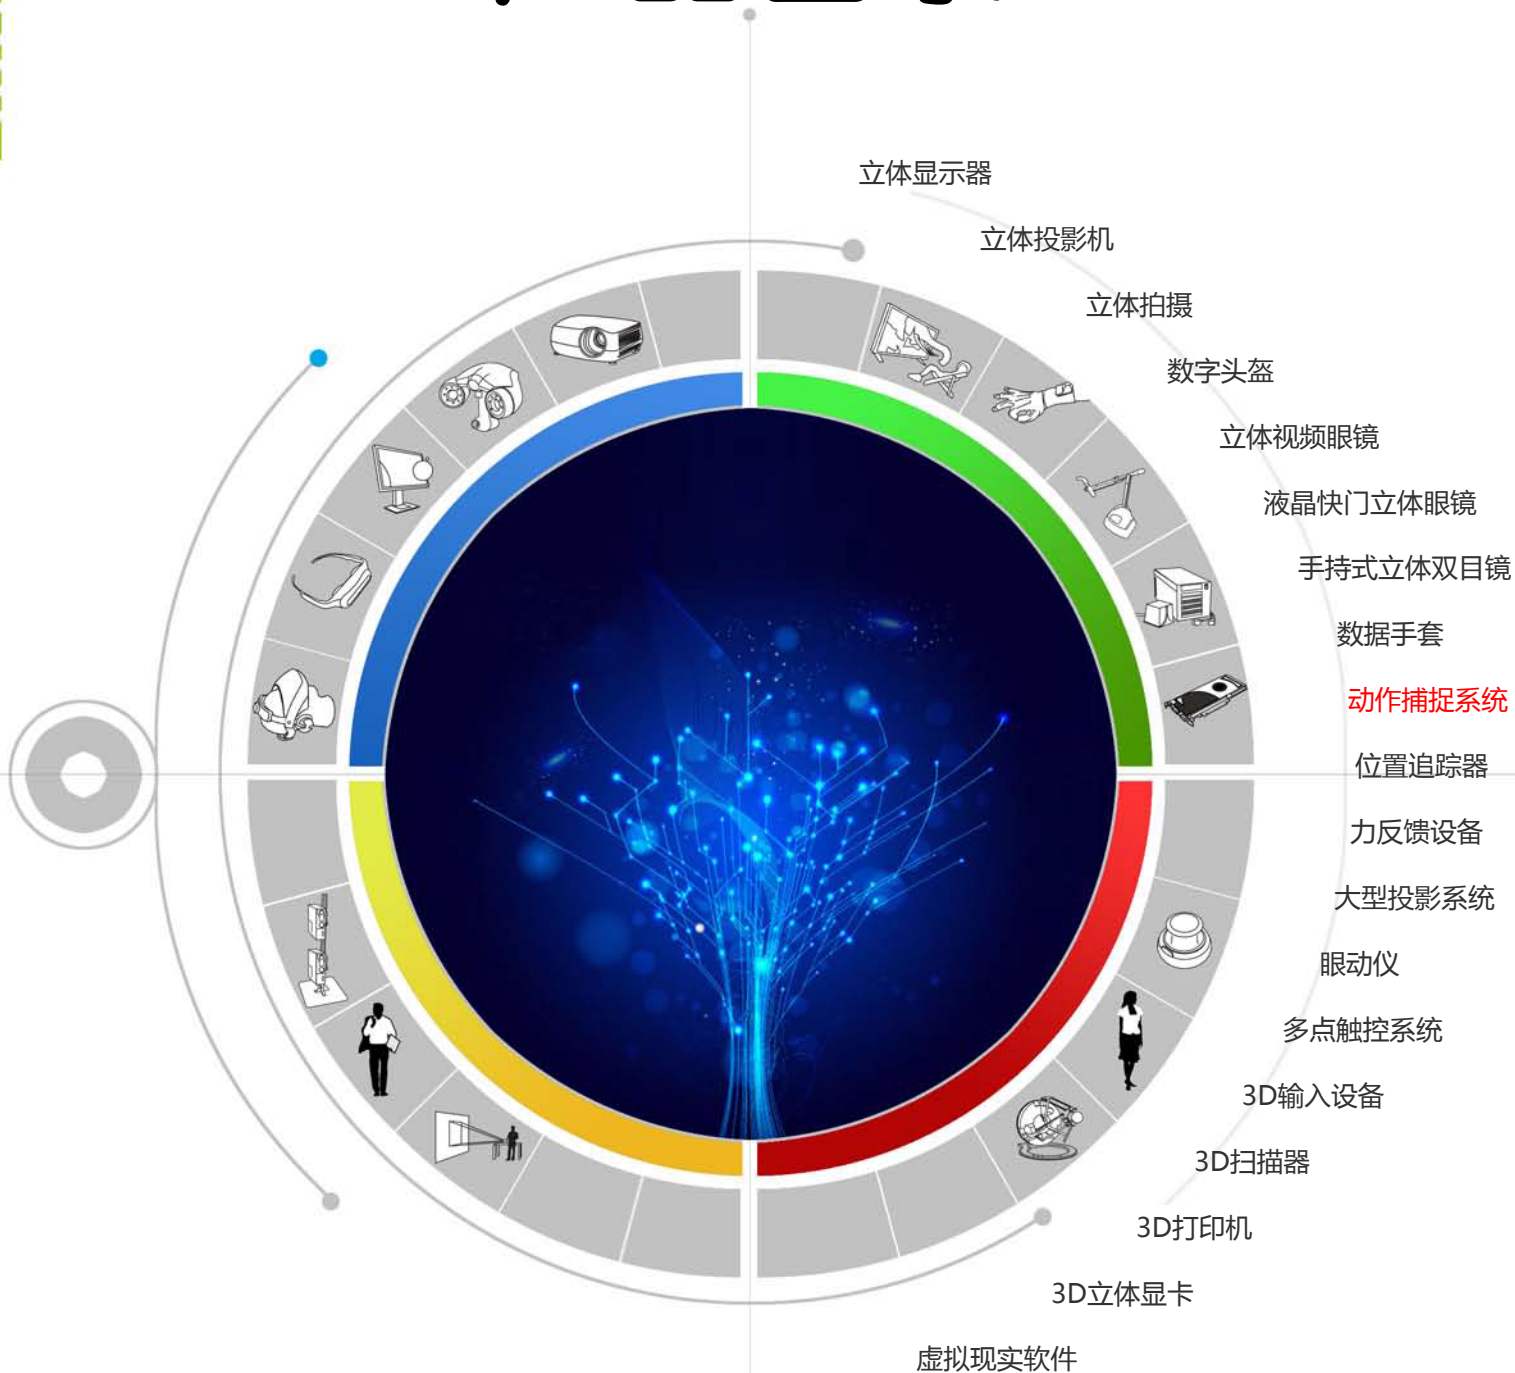 立体显示器
立体投影机
立体拍摄
数字头盔
立体视频眼镜
液晶快门立体眼镜
手持式立体双目镜
数据手套
动作捕捉系统
位置追踪器
力反馈设备
大型投影系统
眼动仪
多点触控系统
3D输入设备
3D扫描器
3D打印机
3D立体显卡
虚拟现实软件